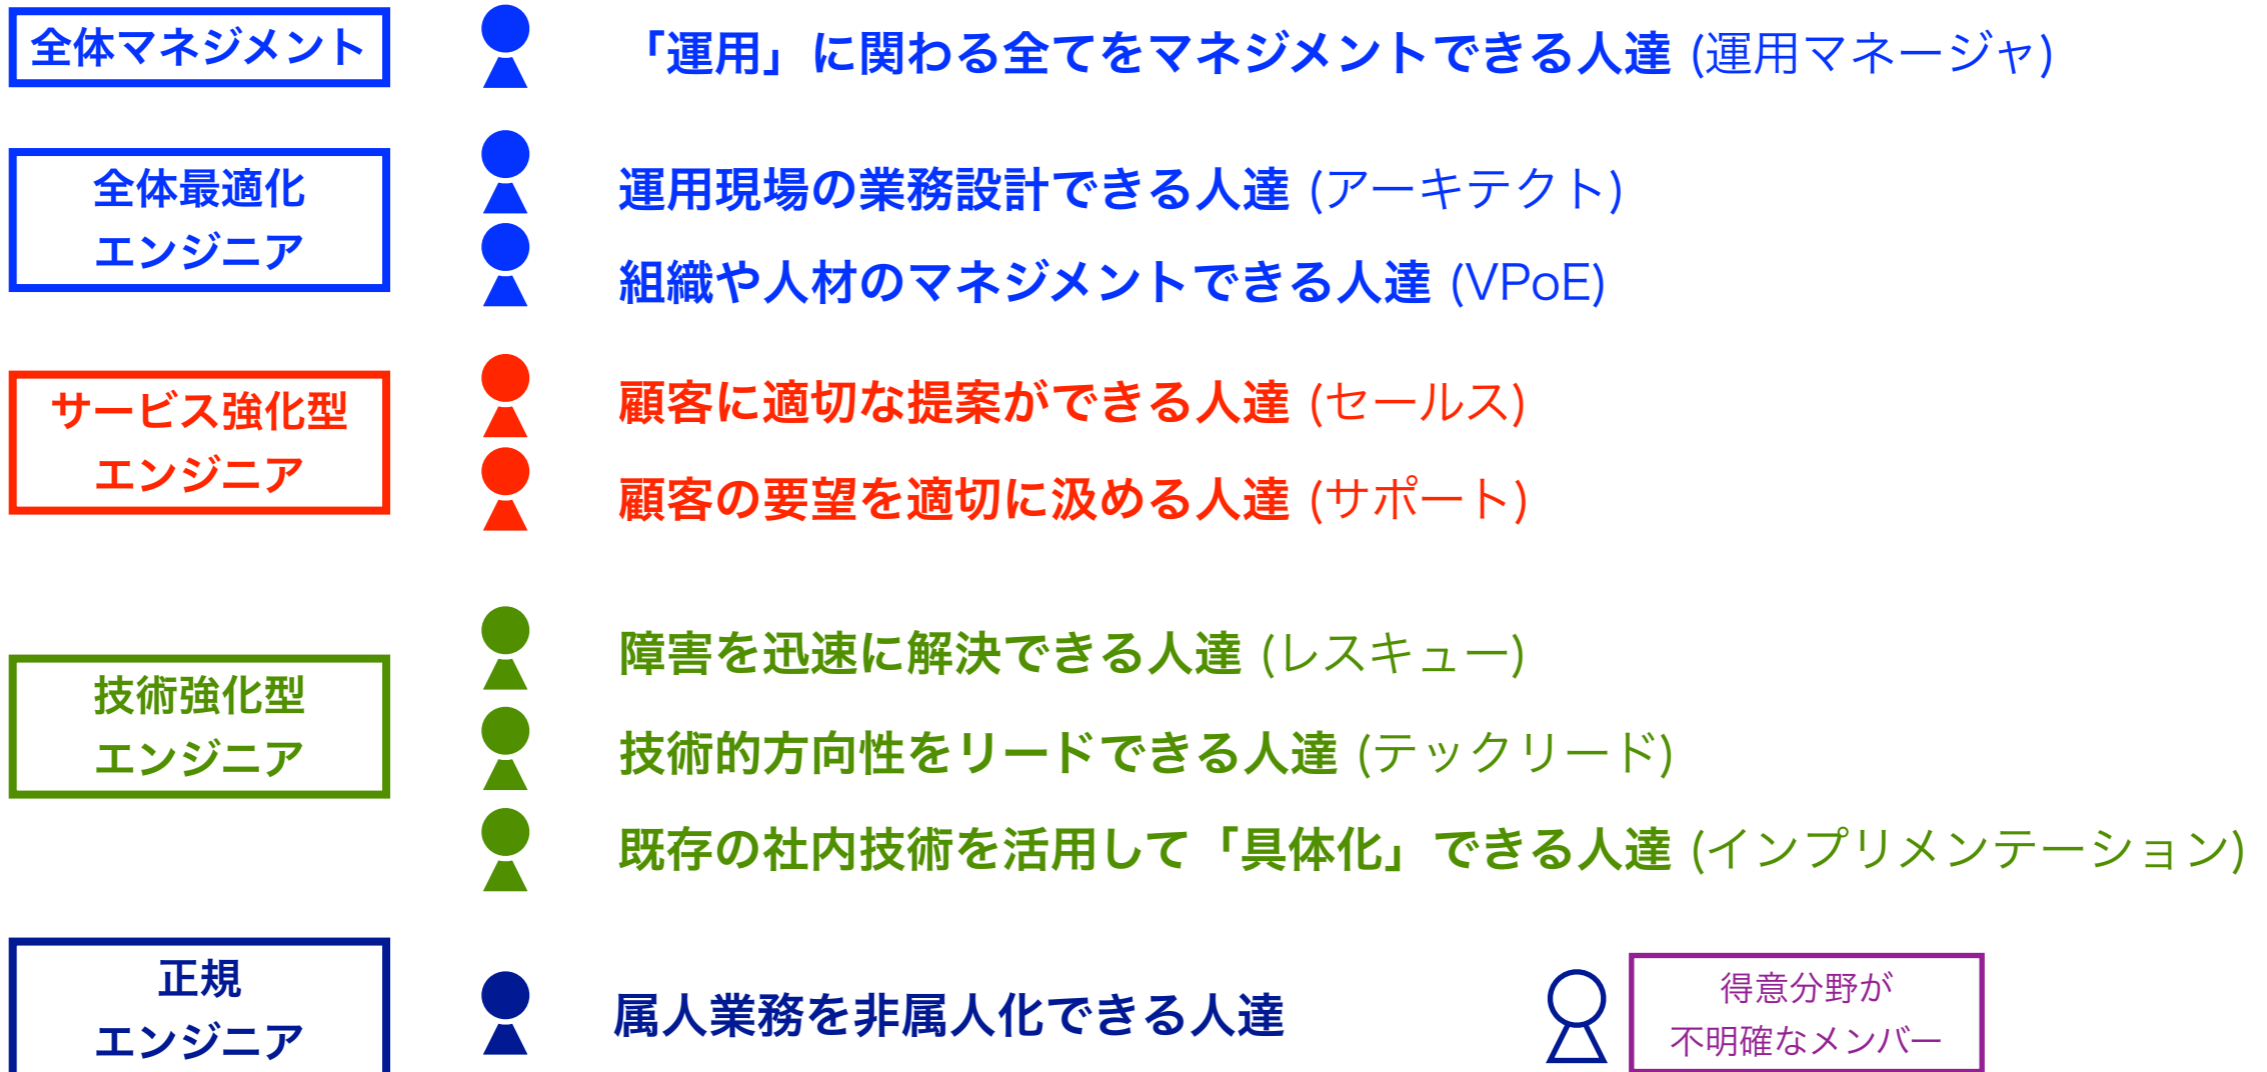 全体マネジメント
「運用」に関わる全てをマネジメントできる人達 (運用マネージャ)
全体最適化
エンジニア
運用現場の業務設計できる人達 (アーキテクト)
組織や人材のマネジメントできる人達 (VPoE)
サービス強化型
エンジニア
顧客に適切な提案ができる人達 (セールス)
顧客の要望を適切に汲める人達 (サポート)
技術強化型
エンジニア
障害を迅速に解決できる人達 (レスキュー)
技術的方向性をリードできる人達 (テックリード)
既存の社内技術を活用して「具体化」できる人達 (インプリメンテーション)
正規
エンジニア
属人業務を非属人化できる人達
得意分野が
不明確なメンバー